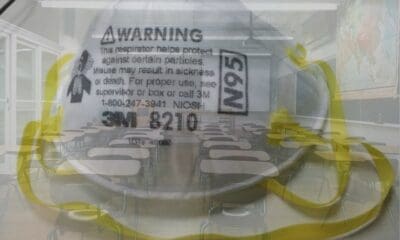 WARNING
This respirator helps protect
against certain particles.
Misuse may result in sickness
or death. For proper use, see
supervisor or box or call 3M
1-800-247-3941 NIOSH
3M 8210
N95